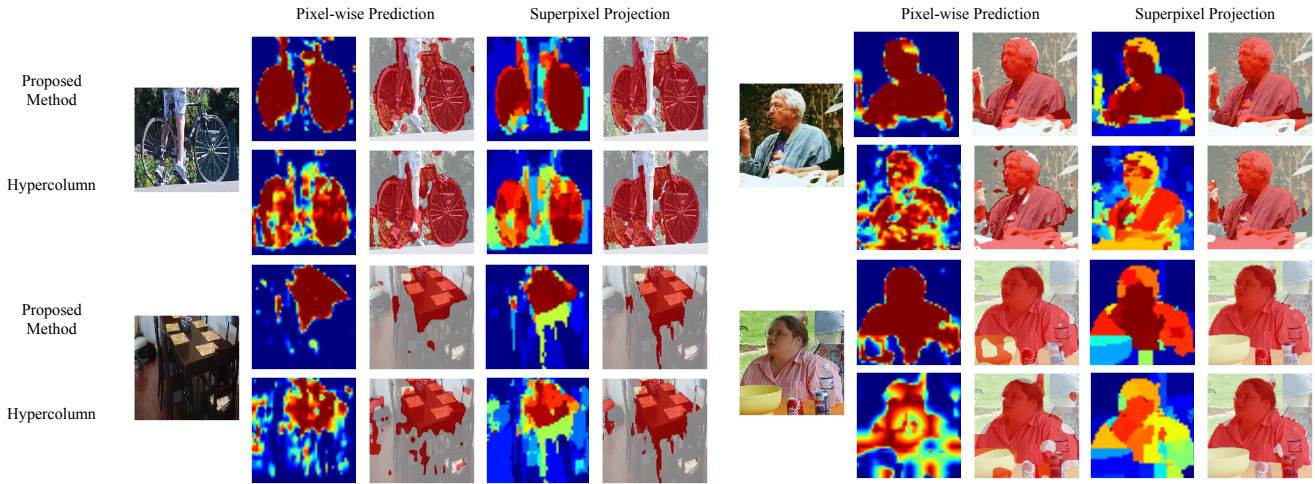 Pixel-wise Prediction Superpixel Projection Pixel-wise Prediction Superpixel Projection
Proposed
Method
Hypercolumn
Proposed
Method
Hypercolumn